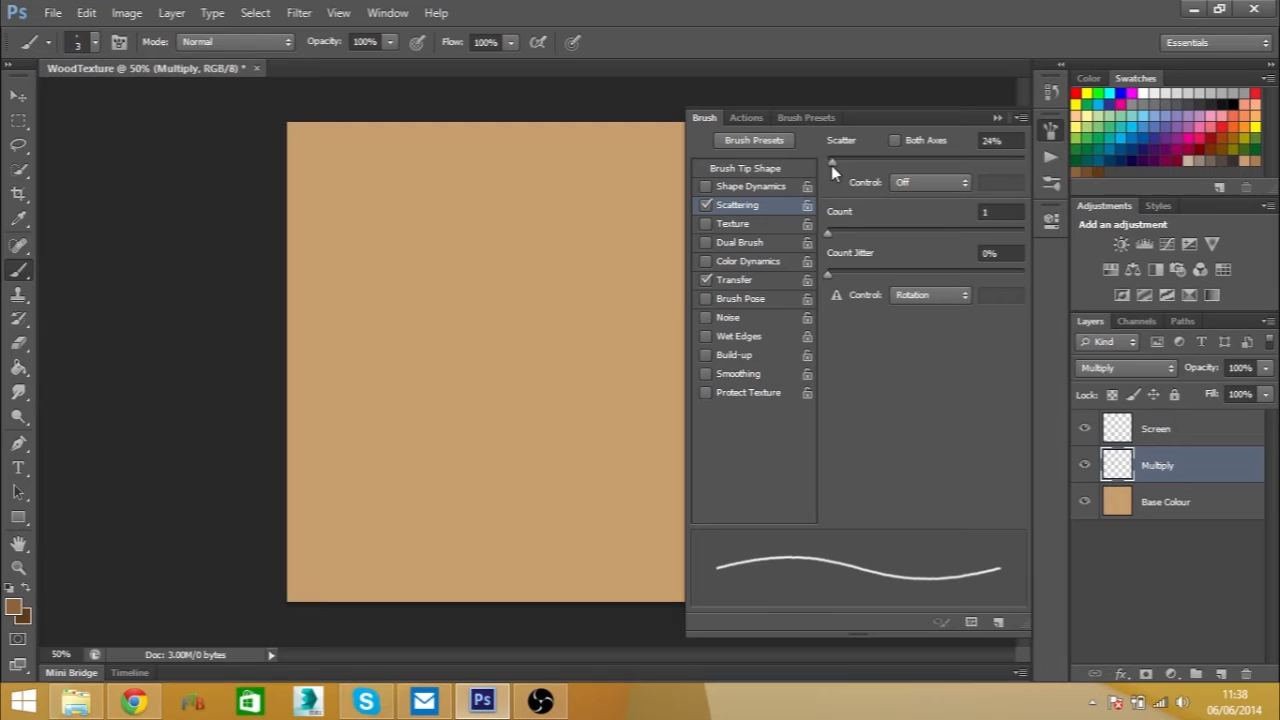 Ps File Edit Image Layer Type Select Filter View Window Help
3 Mode: Normal Opacity: 100% Flow: 100% Essentials
WoodTexture @ 50% (Multiply, RGB/8) *
Color Swatches
Brush Actions Brush Presets
Brush Presets Scatter Both Axes 24%
Brush Tip Shape
Shape Dynamics Control: Off
Scattering Count 1
Texture
Dual Brush Count Jitter 0%
Color Dynamics
Transfer
Brush Pose Control: Rotation
Noise
Wet Edges
Build-up
Smoothing
Protect Texture
Adjustments Styles
Add an adjustment
Layers Channels Paths
Kind
Multiply Opacity: 100%
Lock: Fill: 100%
Screen
Multiply
Base Colour
50% Doc: 3.00M/0 bytes
Mini Bridge Timeline
Ps
11:38
06/06/2014